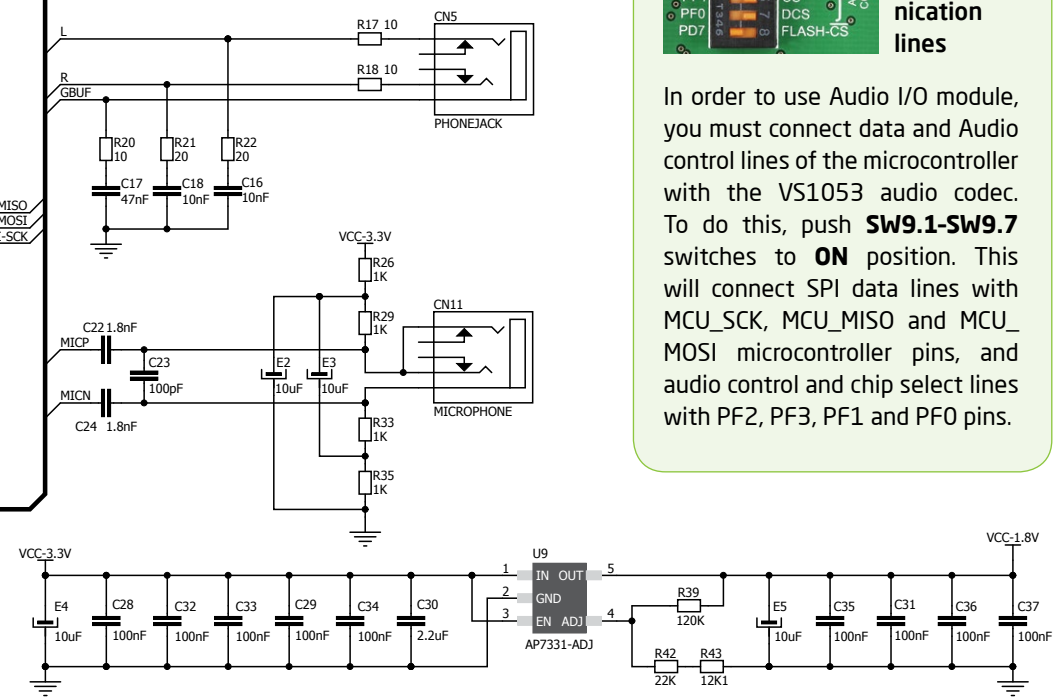 R17 10
CN5
L
R
GBUF
R18 10
PHONEJACK
R20
10
R21
20
R22
20
C17
47nF
C18
10nF
C16
10nF
MISO
MOSI
-SCK
VCC-3.3V
R26
1K
R29
1K
CN11
C22 1.8nF
MICP
C23
100pF
E2
10uF
E3
10uF
MICN
C24 1.8nF
MICROPHONE
R33
1K
R35
1K
PF0
PD7
DCS
FLASH-CS
7
8
T346
nication
lines
In order to use Audio I/O module,
you must connect data and Audio
control lines of the microcontroller
with the VS1053 audio codec.
To do this, push SW9.1-SW9.7
switches to ON position. This
will connect SPI data lines with
MCU_SCK, MCU_MISO and MCU_
MOSI microcontroller pins, and
audio control and chip select lines
with PF2, PF3, PF1 and PF0 pins.
VCC-3.3V
E4
10uF
C28
100nF
C32
100nF
C33
100nF
C29
100nF
C34
100nF
C30
2.2uF
U9
1 IN OUT 5
2 GND
3 EN ADJ 4
AP7331-ADJ
R39
120K
R42
22K
R43
12K1
VCC-1.8V
E5
10uF
C35
100nF
C31
100nF
C36
100nF
C37
100nF